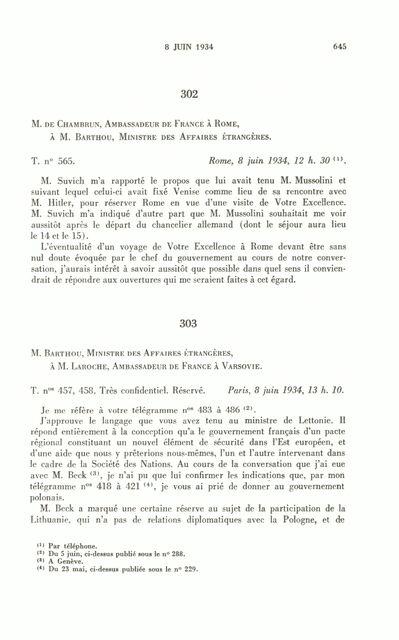 8 JUIN 1934 645
302
M. DE CHAMBRUN, AMBASSADEUR DE FRANCE À ROME,
À M. BARTHOU, MINISTRE DES AFFAIRES ÉTRANGÈRES.
T. n° 565. Rome, 8 juin 1934, 12 h. 30 (1).
M. Suvich m'a rapporté le propos que lui avait tenu M. Mussolini et
suivant lequel celui-ci avait fixé Venise comme lieu de sa rencontre avec
M. Hitler, pour réserver Rome en vue d'une visite de Votre Excellence.
M. Suvich m'a indiqué d'autre part que M. Mussolini souhaitait me voir
aussitôt après le départ du chancelier allemand (dont le séjour aura lieu
le 14 et le 15).
L'éventualité d'un voyage de Votre Excellence à Rome devant être sans
nul doute évoquée par le chef du gouvernement au cours de notre conver-
sation, j'aurais intérêt à savoir aussitôt que possible dans quel sens il convien-
drait de répondre aux ouvertures qui me seraient faites à cet égard.
303
M. BARTHOU, MINISTRE DES AFFAIRES ÉTRANGÈRES,
À M. LAROCHE, AMBASSADEUR DE FRANCE À VARSOVIE.
T. nos 457, 458. Très confidentiel. Réservé. Paris, 8 juin 1934, 13 h. 10.
Je me réfère à votre télégramme nos 483 à 486 (2).
J'approuve le langage que vous avez tenu au ministre de Lettonie. Il
répond entièrement à la conception qu'a le gouvernement français d'un pacte
régional constituant un nouvel élément de sécurité dans l'Est européen, et
d'une aide que nous y prêterions nous-mêmes, l'un et l'autre intervenant dans
le cadre de la Société des Nations. Au cours de la conversation que j'ai eue
avec M. Beck (3), je n'ai pu que lui confirmer les indications que, par mon
télégramme nos 418 à 421 (4), je vous ai prié de donner au gouvernement
polonais.
M. Beck a marqué une certaine réserve au sujet de la participation de la
Lithuanie, qui n'a pas de relations diplomatiques avec la Pologne, et de
(1) Par téléphone.
(2) Du 5 juin, ci-dessus publié sous le n° 288.
(3) A Genève.
(4) Du 23 mai, ci-dessus publiée sous le n° 229.